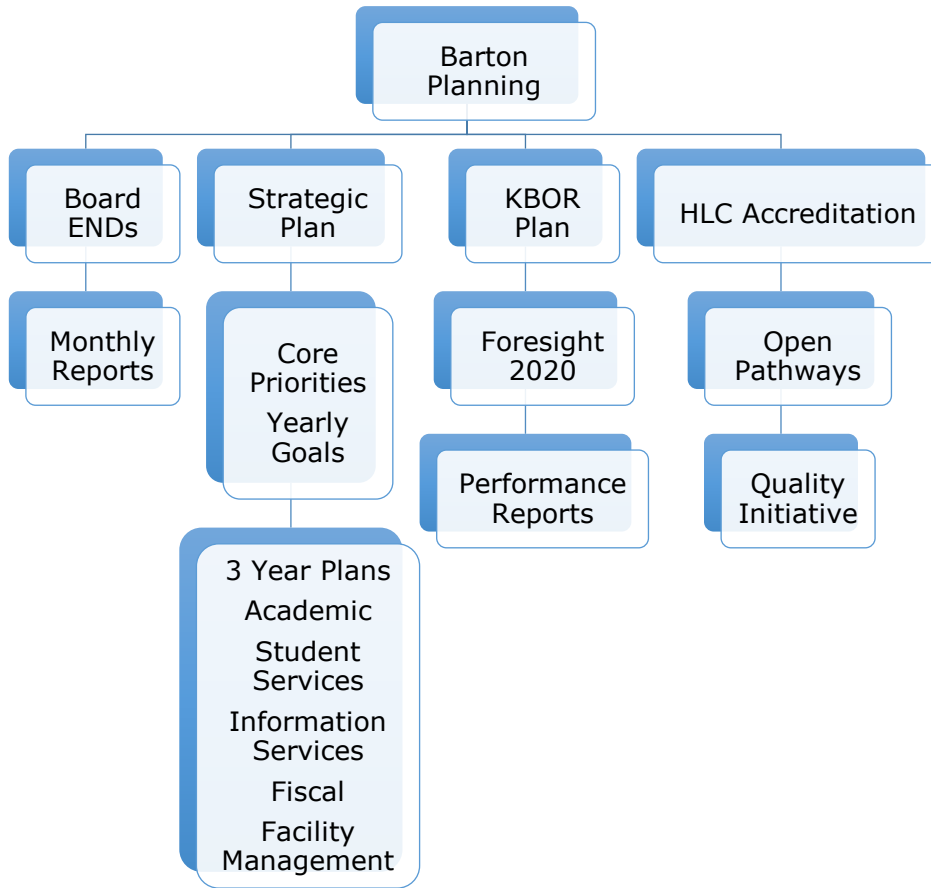 Barton
Planning
Board
ENDs
Strategic
Plan
KBOR
Plan
HLC Accreditation
Monthly
Reports
Core
Priorities
Yearly
Goals
Foresight
2020
Open
Pathways
Performance
Reports
Quality
Initiative
3 Year Plans
Academic
Student
Services
Information
Services
Fiscal
Facility
Management